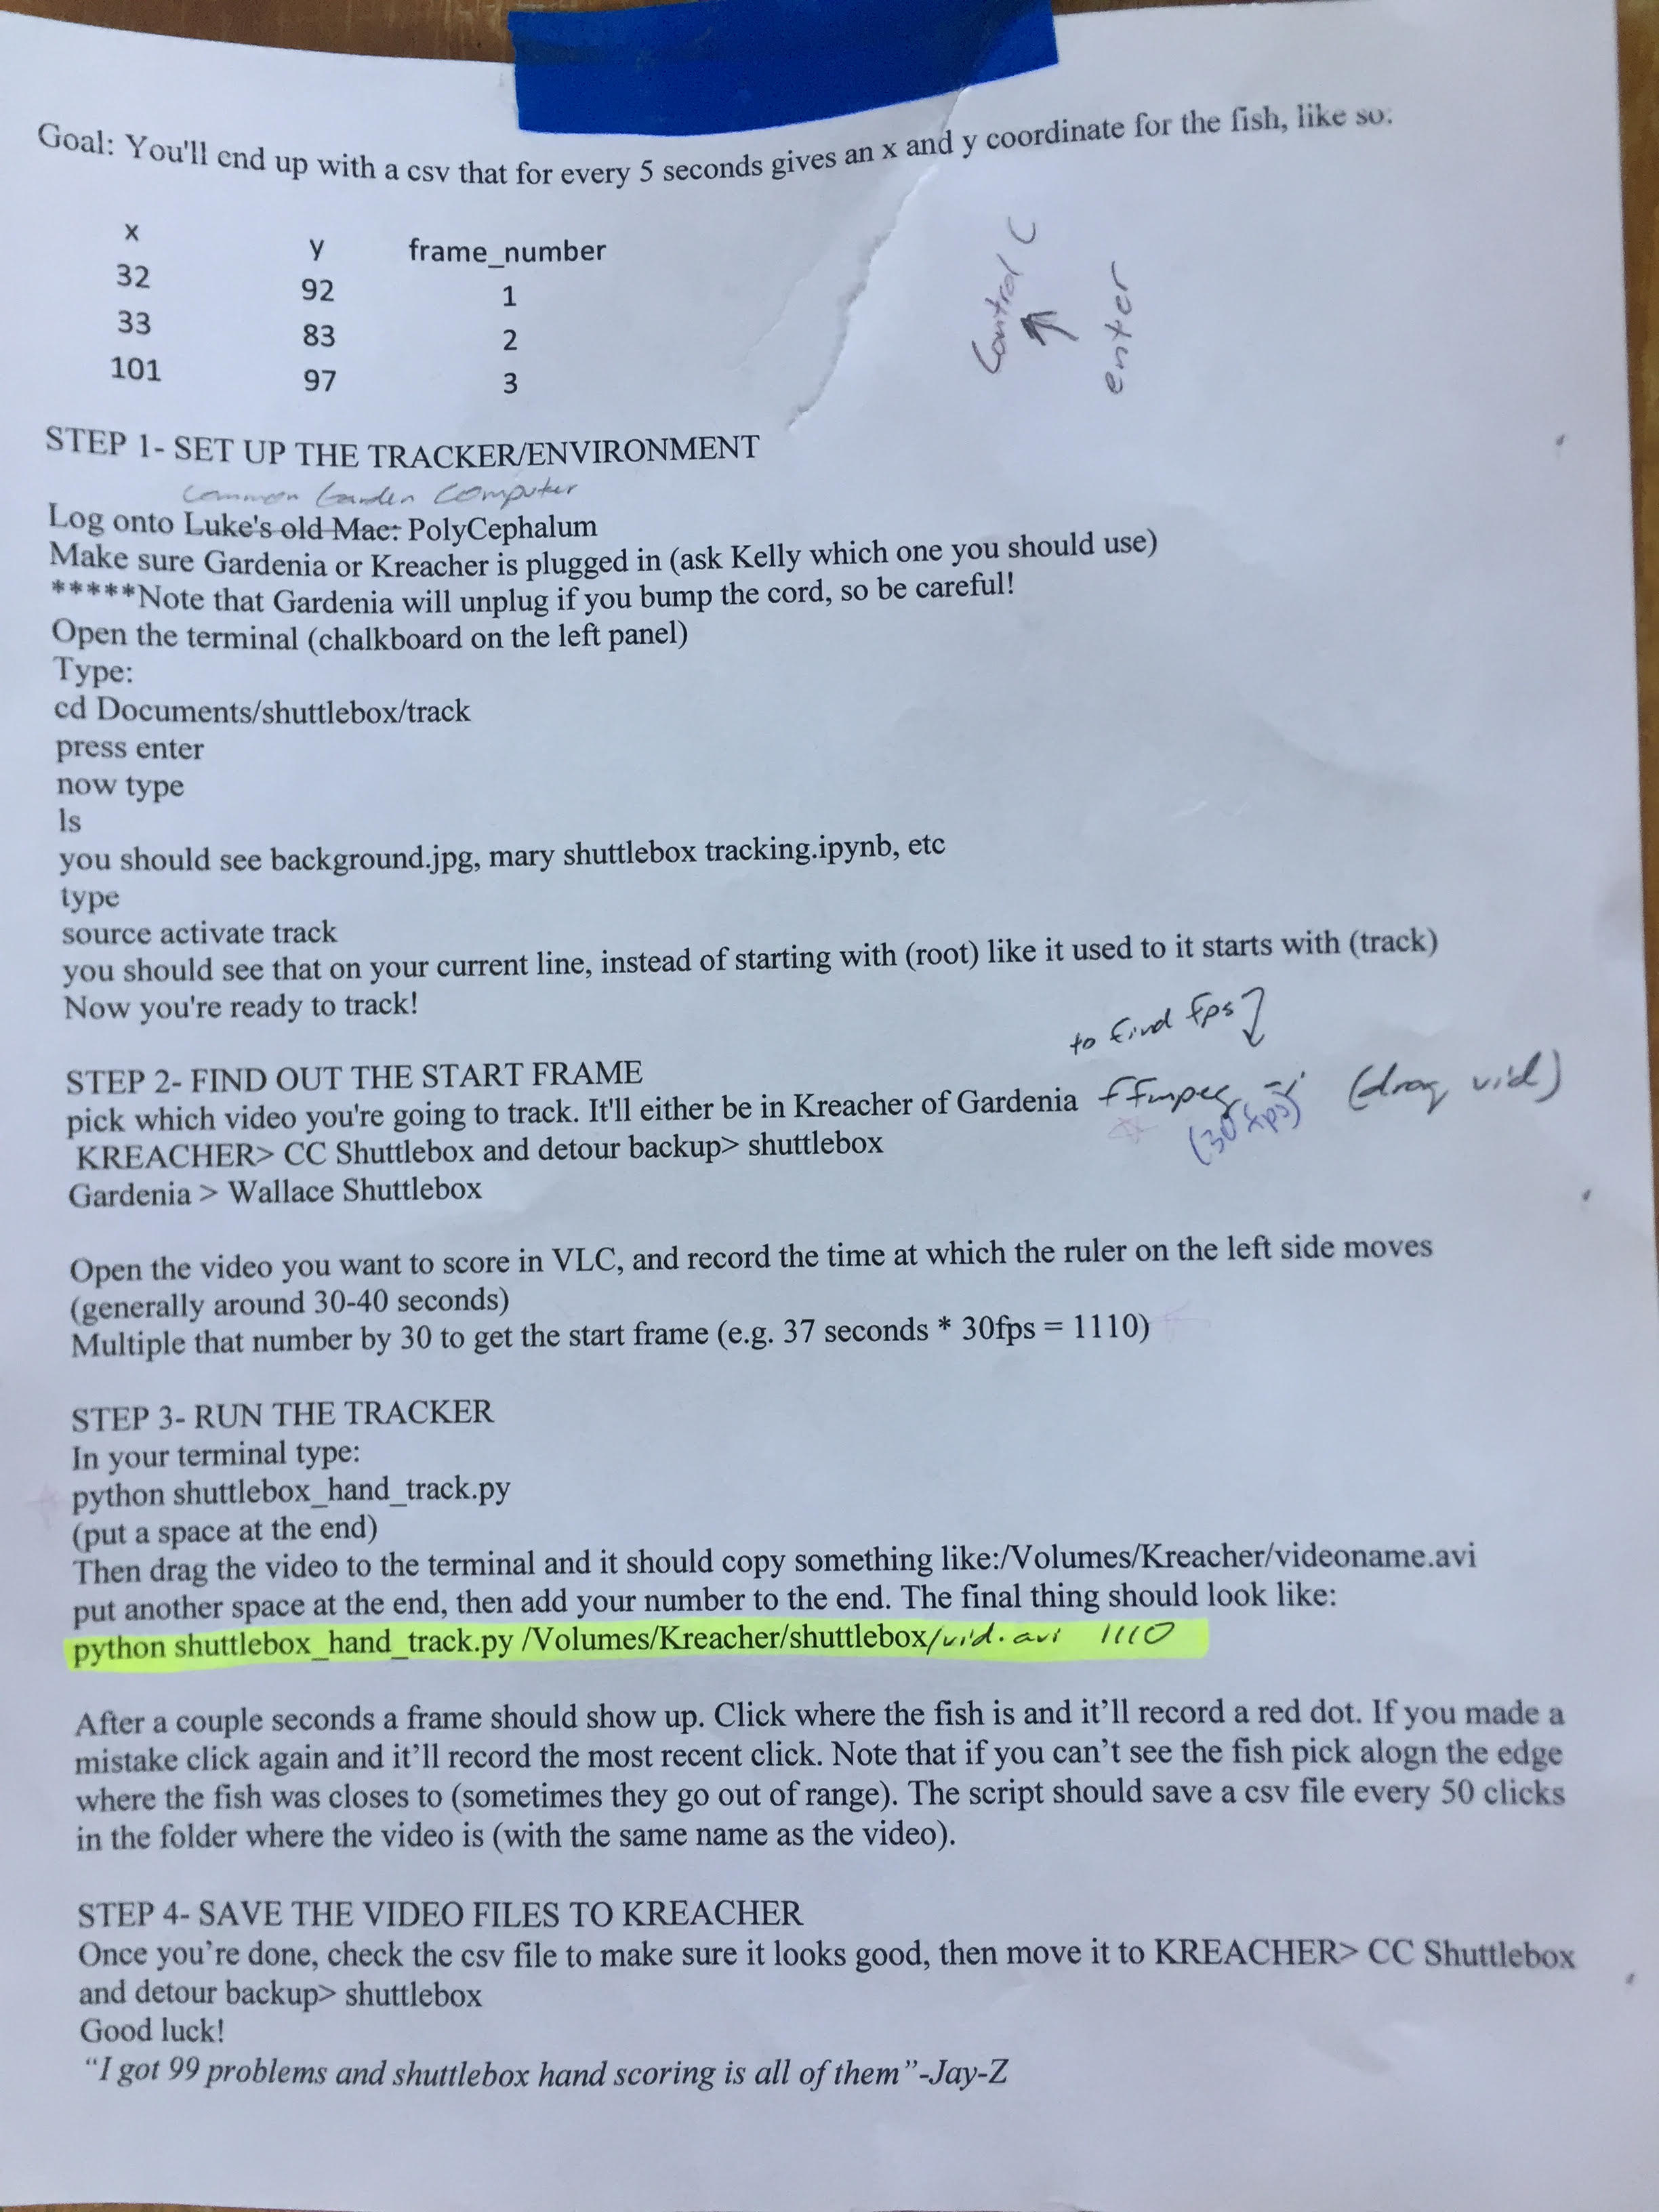 Goal: You'll end up with a csv that for every 5 seconds gives an x and y coordinate for the fish, like so:
x y frame_number
32 92 1
33 83 2
101 97 3
Control C
↑
enter
STEP 1- SET UP THE TRACKER/ENVIRONMENT
Common Garden Computer
Log onto Luke's old Mac: PolyCephalum
Make sure Gardenia or Kreacher is plugged in (ask Kelly which one you should use)
*****Note that Gardenia will unplug if you bump the cord, so be careful!
Open the terminal (chalkboard on the left panel)
Type:
cd Documents/shuttlebox/track
press enter
now type
ls
you should see background.jpg, mary shuttlebox tracking.ipynb, etc
type
source activate track
you should see that on your current line, instead of starting with (root) like it used to it starts with (track)
Now you're ready to track!
to find fps
STEP 2- FIND OUT THE START FRAME
pick which video you're going to track. It'll either be in Kreacher of Gardenia ffmpeg -i (drag vid)
(30 fps)
KREACHER> CC Shuttlebox and detour backup> shuttlebox
Gardenia > Wallace Shuttlebox
Open the video you want to score in VLC, and record the time at which the ruler on the left side moves
(generally around 30-40 seconds)
Multiple that number by 30 to get the start frame (e.g. 37 seconds * 30fps = 1110)
STEP 3- RUN THE TRACKER
In your terminal type:
python shuttlebox_hand_track.py
(put a space at the end)
Then drag the video to the terminal and it should copy something like:/Volumes/Kreacher/videoname.avi
put another space at the end, then add your number to the end. The final thing should look like:
python shuttlebox_hand_track.py /Volumes/Kreacher/shuttlebox/vid.avi 1110
After a couple seconds a frame should show up. Click where the fish is and it’ll record a red dot. If you made a
mistake click again and it’ll record the most recent click. Note that if you can’t see the fish pick alogn the edge
where the fish was closes to (sometimes they go out of range). The script should save a csv file every 50 clicks
in the folder where the video is (with the same name as the video).
STEP 4- SAVE THE VIDEO FILES TO KREACHER
Once you’re done, check the csv file to make sure it looks good, then move it to KREACHER> CC Shuttlebox
and detour backup> shuttlebox
Good luck!
“I got 99 problems and shuttlebox hand scoring is all of them”-Jay-Z